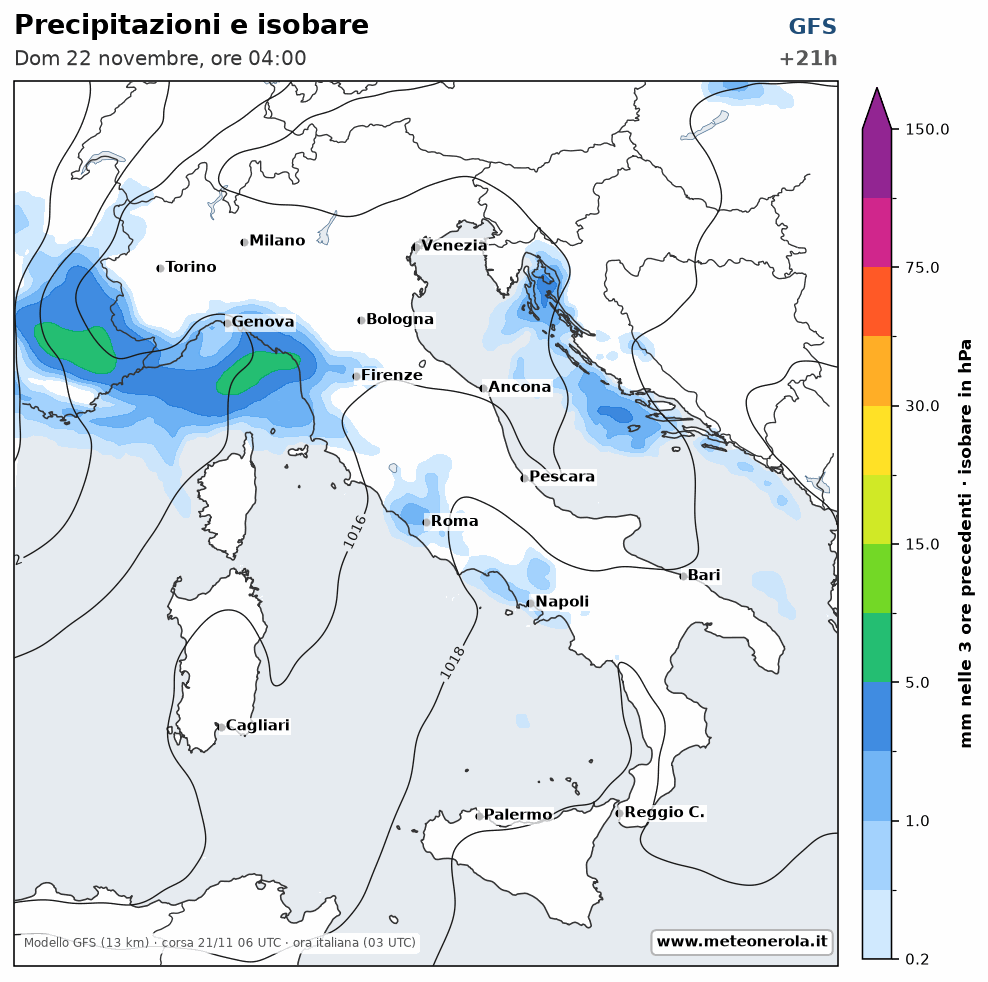 Precipitazioni e isobare
GFS
Dom 22 novembre, ore 04:00
+21h
150.0
75.0
30.0
15.0
5.0
1.0
0.2
mm nelle 3 ore precedenti · isobare in hPa
Milano
Venezia
Torino
Genova
Bologna
Firenze
Ancona
Pescara
Roma
1016
2
Bari
Napoli
1018
Cagliari
Palermo
Reggio C.
Modello GFS (13 km) · corsa 21/11 06 UTC · ora italiana (03 UTC)
www.meteonerola.it